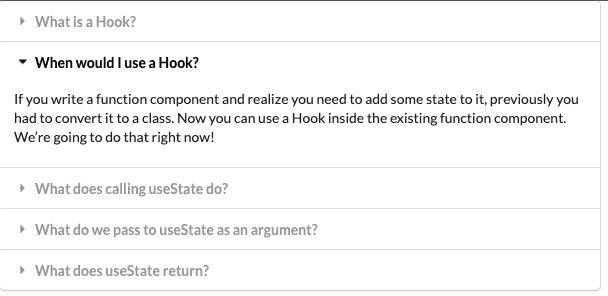 What is a Hook?
When would I use a Hook?
If you write a function component and realize you need to add some state to it, previously you
had to convert it to a class. Now you can use a Hook inside the existing function component.
We’re going to do that right now!
What does calling useState do?
What do we pass to useState as an argument?
What does useState return?